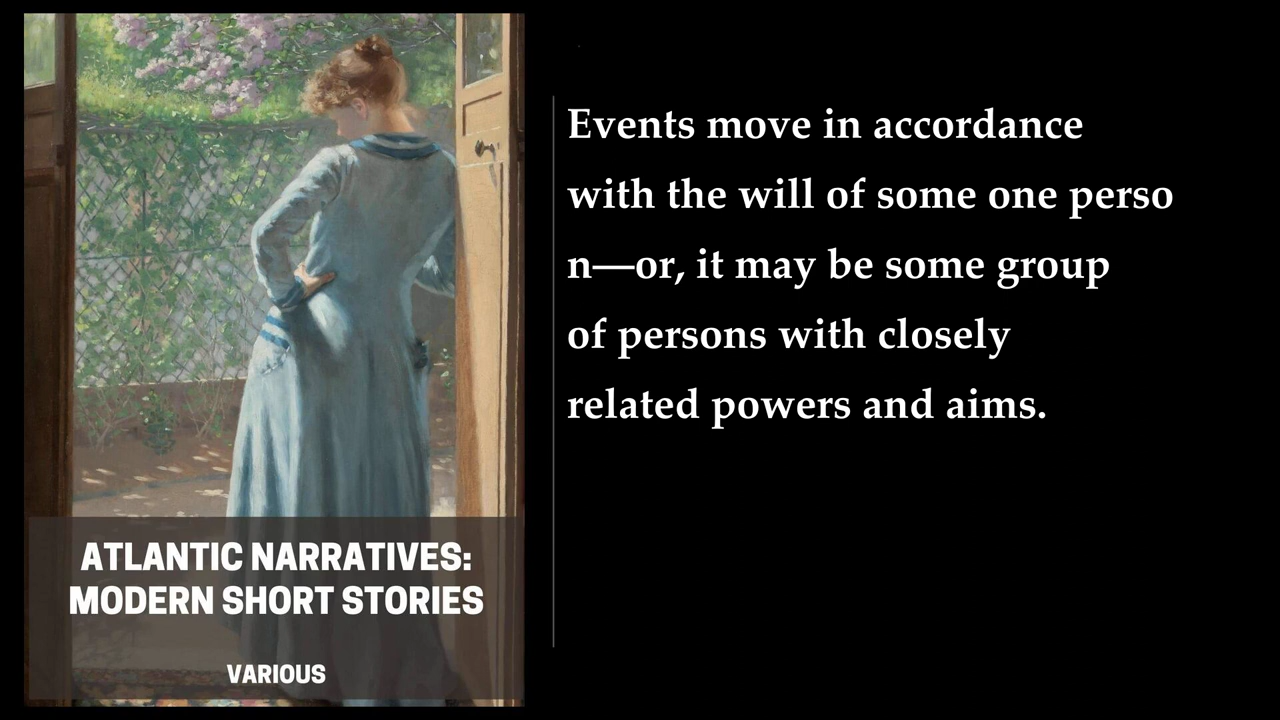 Events move in accordance
with the will of some one perso
n—or, it may be some group
of persons with closely
related powers and aims.
ATLANTIC NARRATIVES:
MODERN SHORT STORIES
VARIOUS